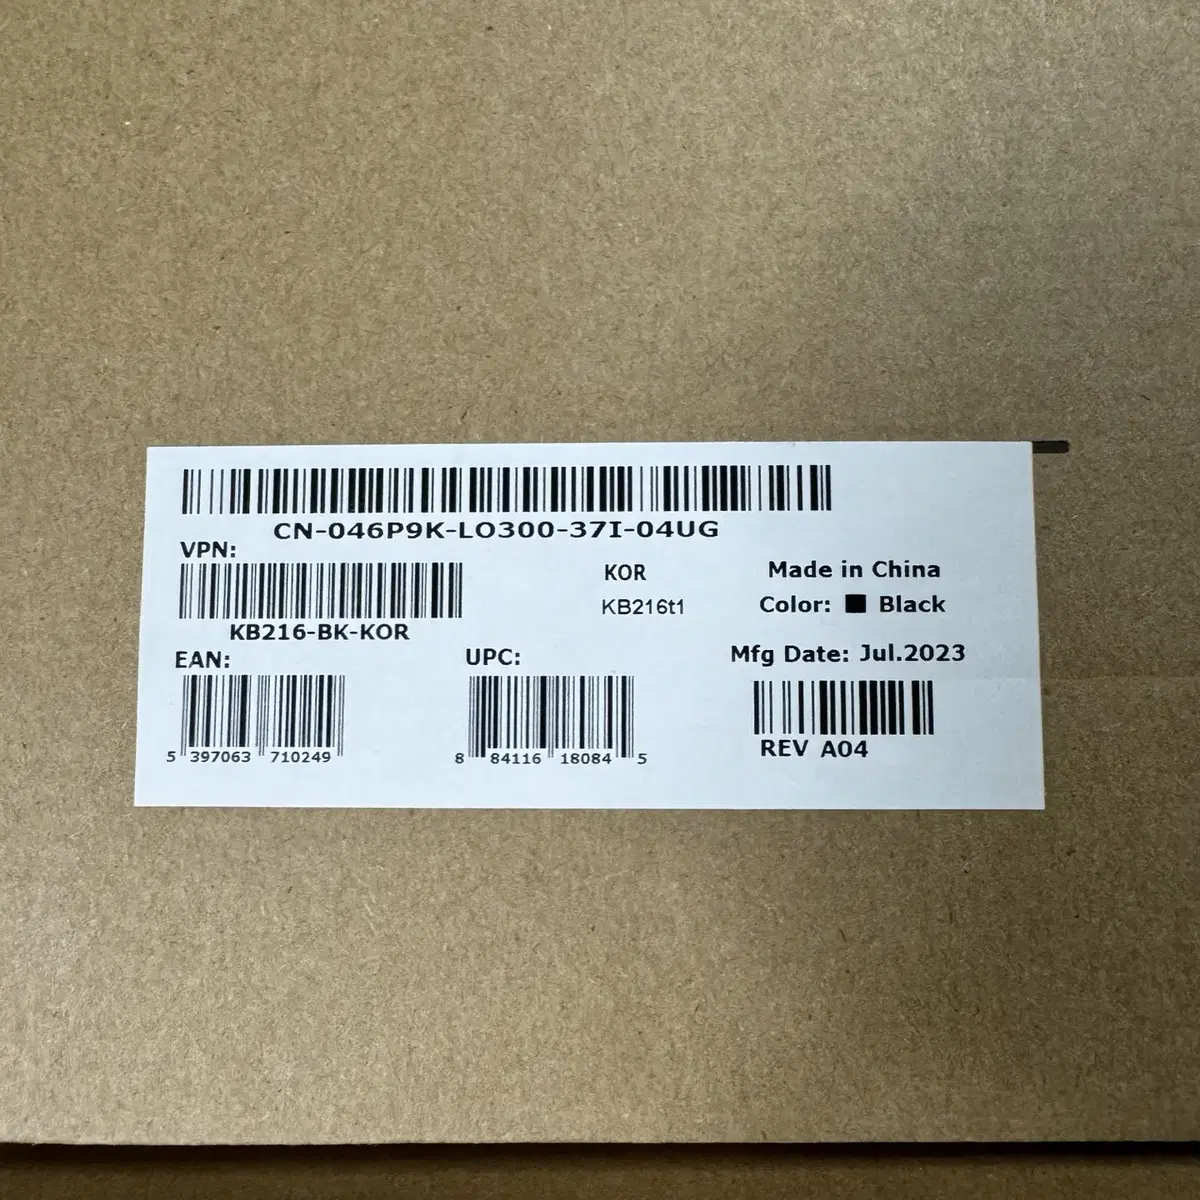 CN-046P9K-LO300-37I-04UG
VPN:
KB216-BK-KOR
KOR
KB216t1
Made in China
Color: Black
EAN:
5 397063 710249
UPC:
8 84116 18084 5
Mfg Date: Jul.2023
REV A04